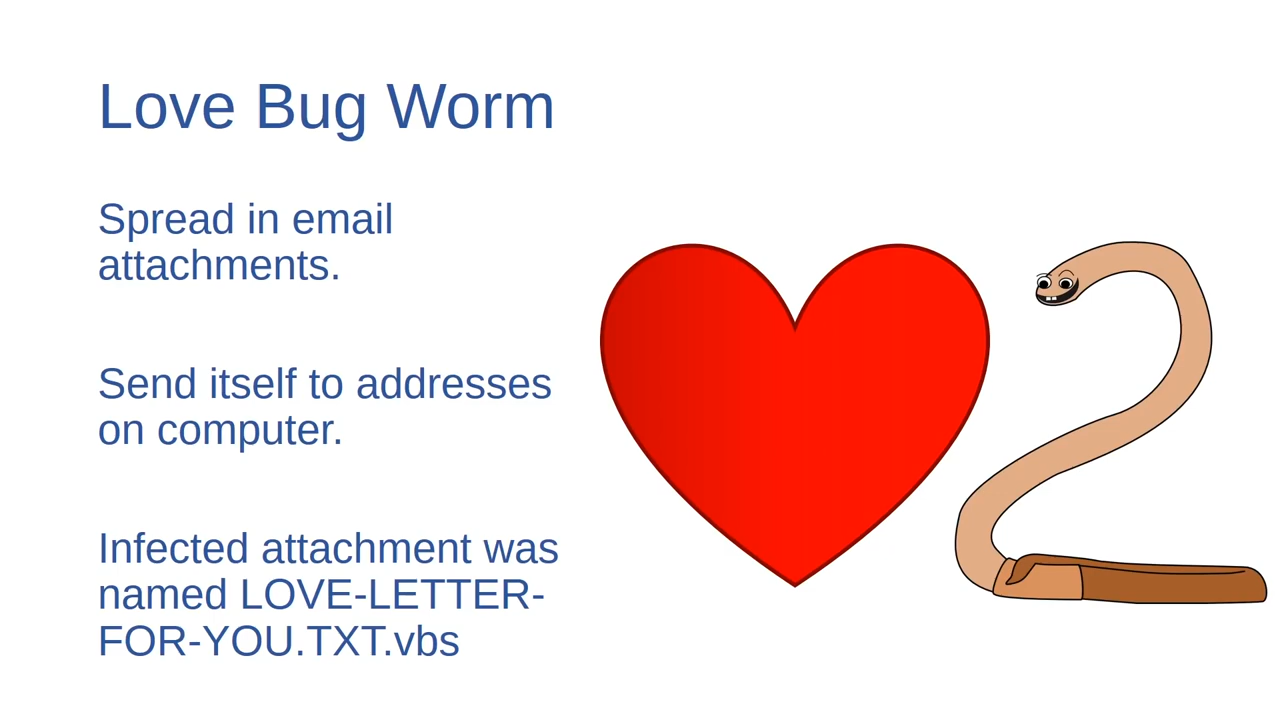 Love Bug Worm
Spread in email
attachments.
Send itself to addresses
on computer.
Infected attachment was
named LOVE-LETTER-
FOR-YOU.TXT.vbs